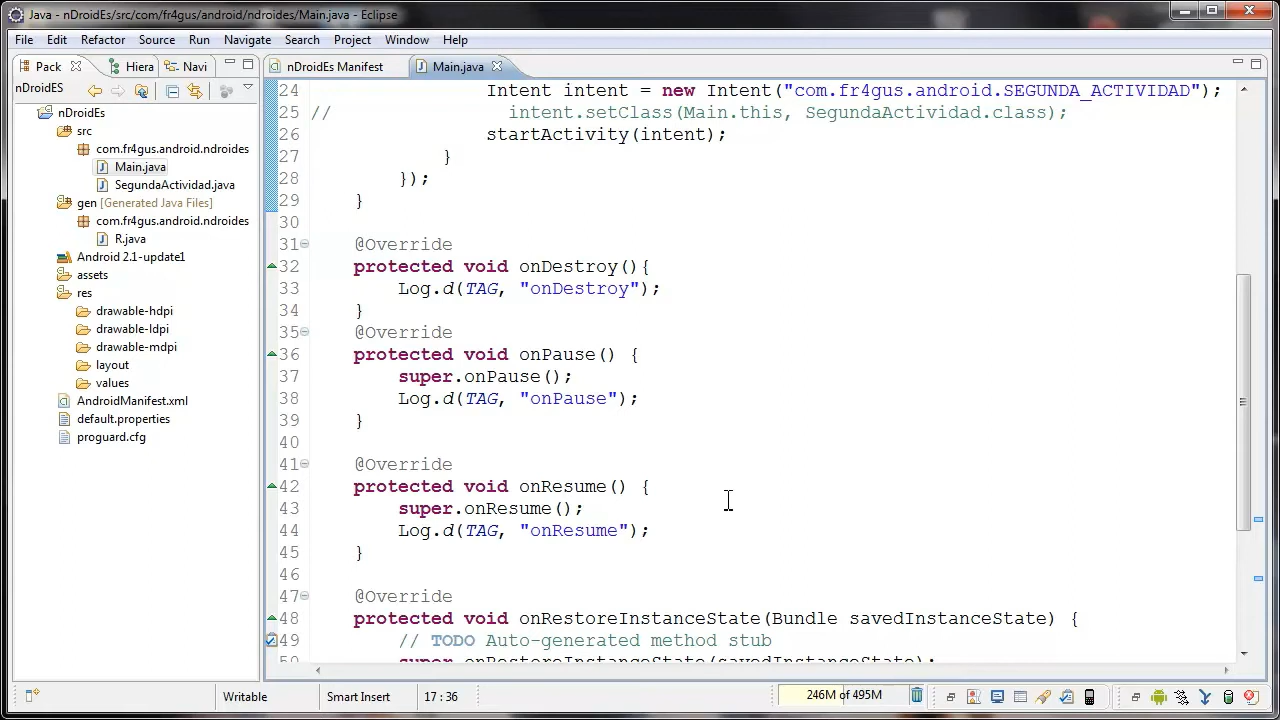 Java - nDroidEs/src/com/fr4gus/android/ndroides/Main.java - Eclipse
File Edit Refactor Source Run Navigate Search Project Window Help
Pack Hiera Navi
nDroidES
nDroidEs
src
com.fr4gus.android.ndroides
Main.java
SegundaActividad.java
gen [Generated Java Files]
com.fr4gus.android.ndroides
R.java
Android 2.1-update1
assets
res
drawable-hdpi
drawable-ldpi
drawable-mdpi
layout
values
AndroidManifest.xml
default.properties
proguard.cfg
nDroidEs Manifest Main.java
24 Intent intent = new Intent("com.fr4gus.android.SEGUNDA_ACTIVIDAD");
25 // intent.setClass(Main.this, SegundaActividad.class);
26 startActivity(intent);
27 }
28 });
29 }
30
31 @Override
32 protected void onDestroy(){
33 Log.d(TAG, "onDestroy");
34 }
35 @Override
36 protected void onPause() {
37 super.onPause();
38 Log.d(TAG, "onPause");
39 }
40
41 @Override
42 protected void onResume() {
43 super.onResume();
44 Log.d(TAG, "onResume");
45 }
46
47 @Override
48 protected void onRestoreInstanceState(Bundle savedInstanceState) {
49 // TODO Auto-generated method stub
50 super.onRestoreInstanceState(savedInstanceState);
Writable Smart Insert 17 : 36 246M of 495M